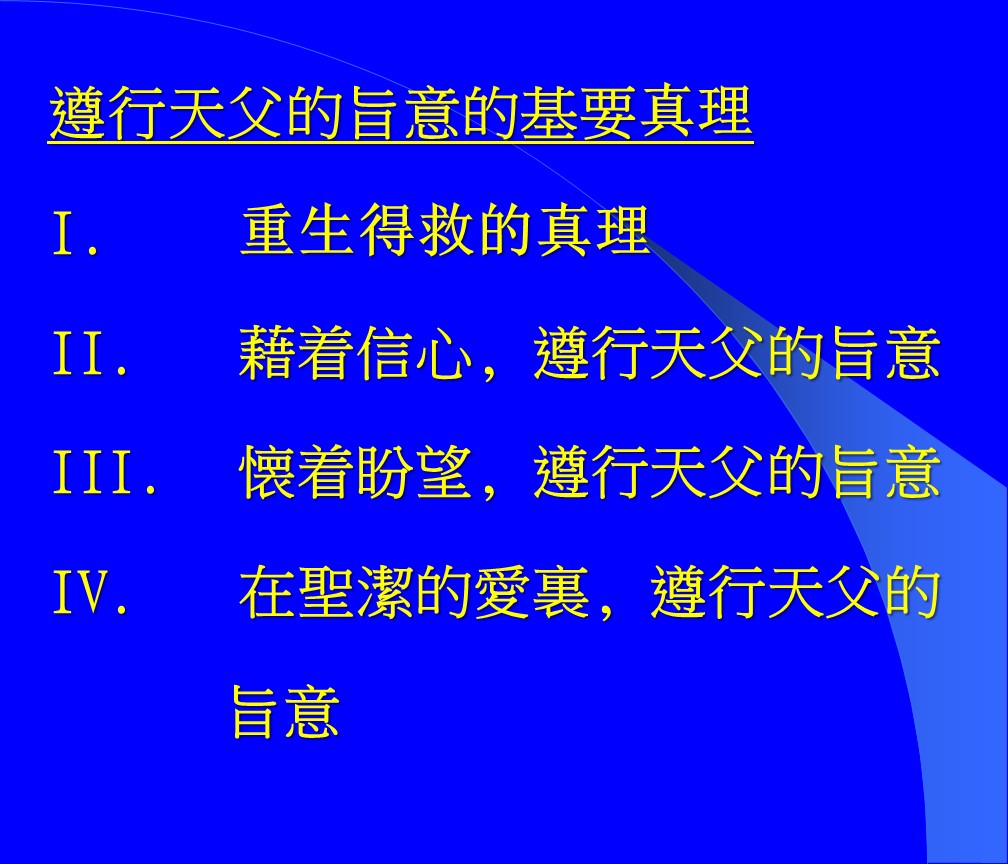 遵行天父的旨意的基要真理
I. 重生得救的真理
II. 藉着信心，遵行天父的旨意
III. 懷着盼望，遵行天父的旨意
IV. 在聖潔的愛裏，遵行天父的
旨意